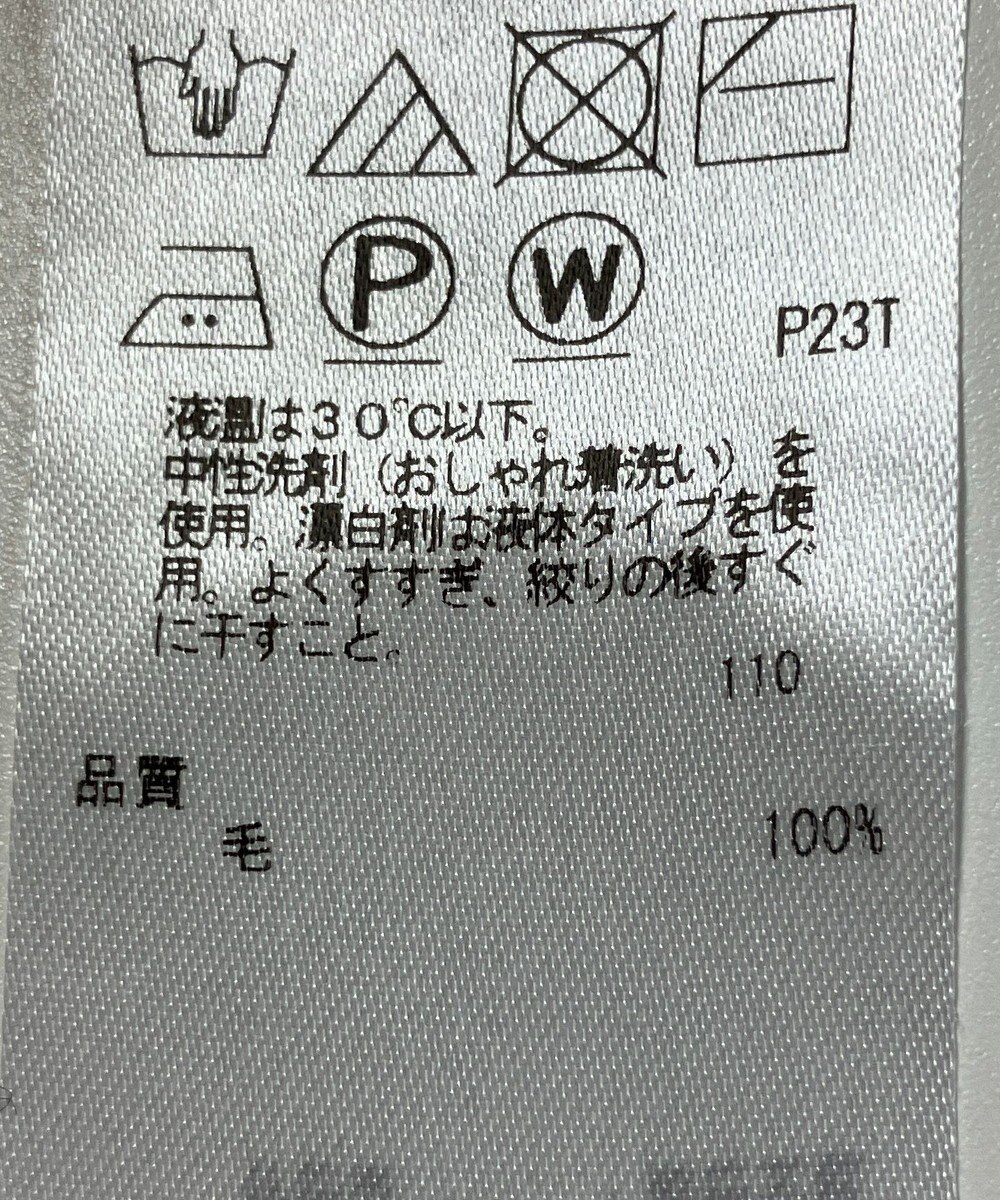 P W P23T
液温は30℃以下。
中性洗剤(おしゃれ着洗い)を
使用。漂白剤は液体タイプを使
用。よくすすぎ、絞りの後すぐ
に干すこと。
110
品質
毛 100%